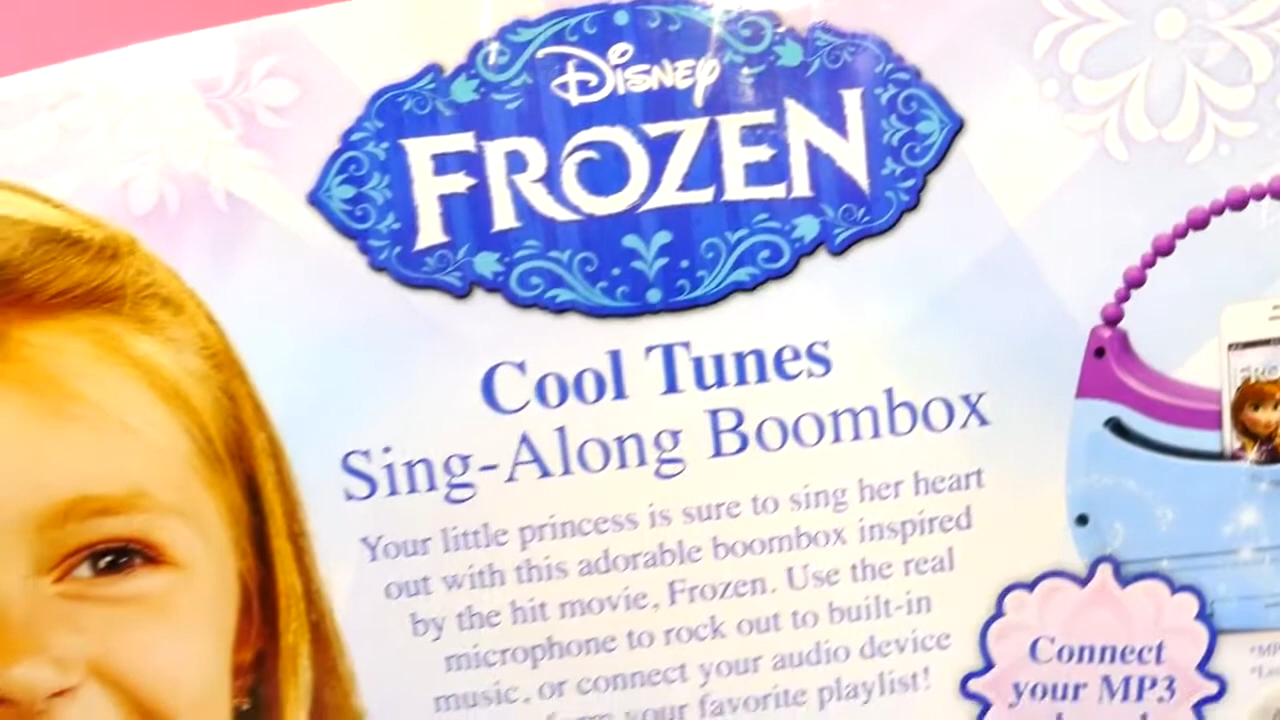 Disney
FROZEN
Cool Tunes
Sing-Along Boombox
Your little princess is sure to sing her heart
out with this adorable boombox inspired
by the hit movie, Frozen. Use the real
microphone to rock out to built-in
music, or connect your audio device
your favorite playlist!
Connect
your MP3